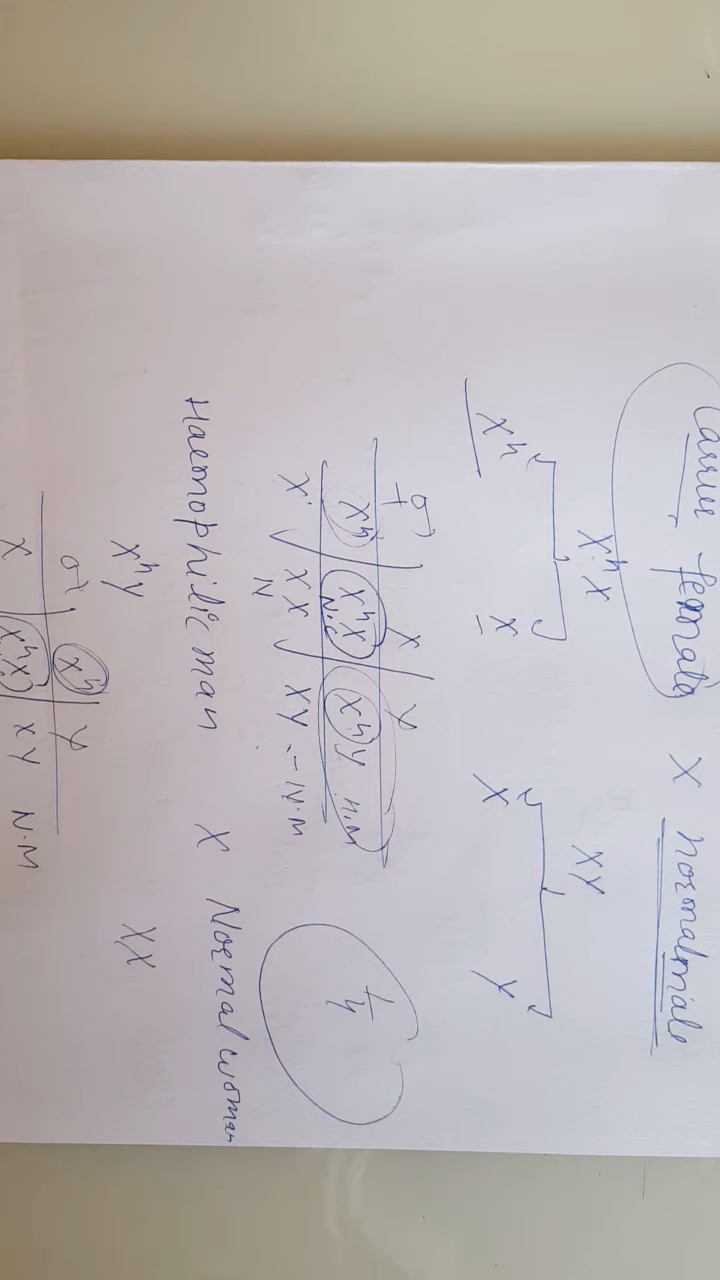 Carrier female X normal male
XʰX XY
Xʰ X X Y
♀ X Y
Xʰ XʰX N.C XʰY H.M
X XX N XY - N.M
1/4
Haemophilic man X Normal woman
XʰY XX
Xʰ Y
X XʰX XY N.M